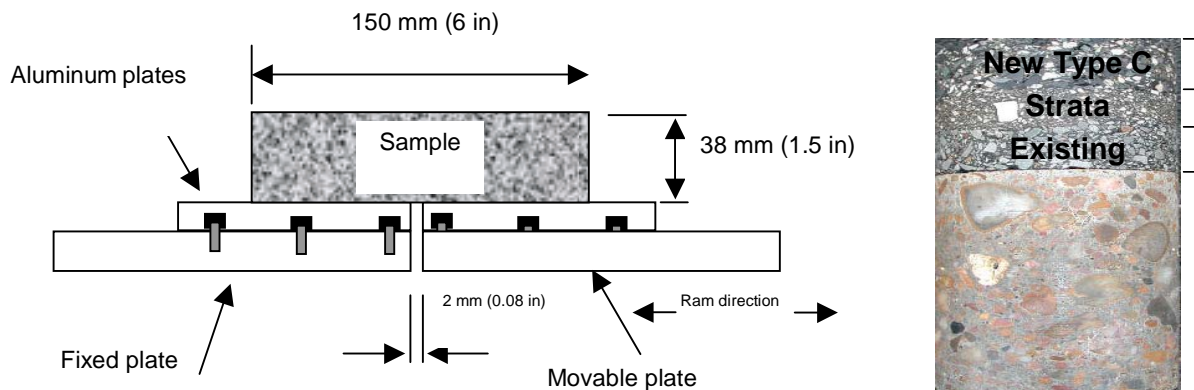 150 mm (6 in)
Aluminum plates
Sample
38 mm (1.5 in)
2 mm (0.08 in)
Ram direction
Fixed plate
Movable plate
New Type C
Strata
Existing